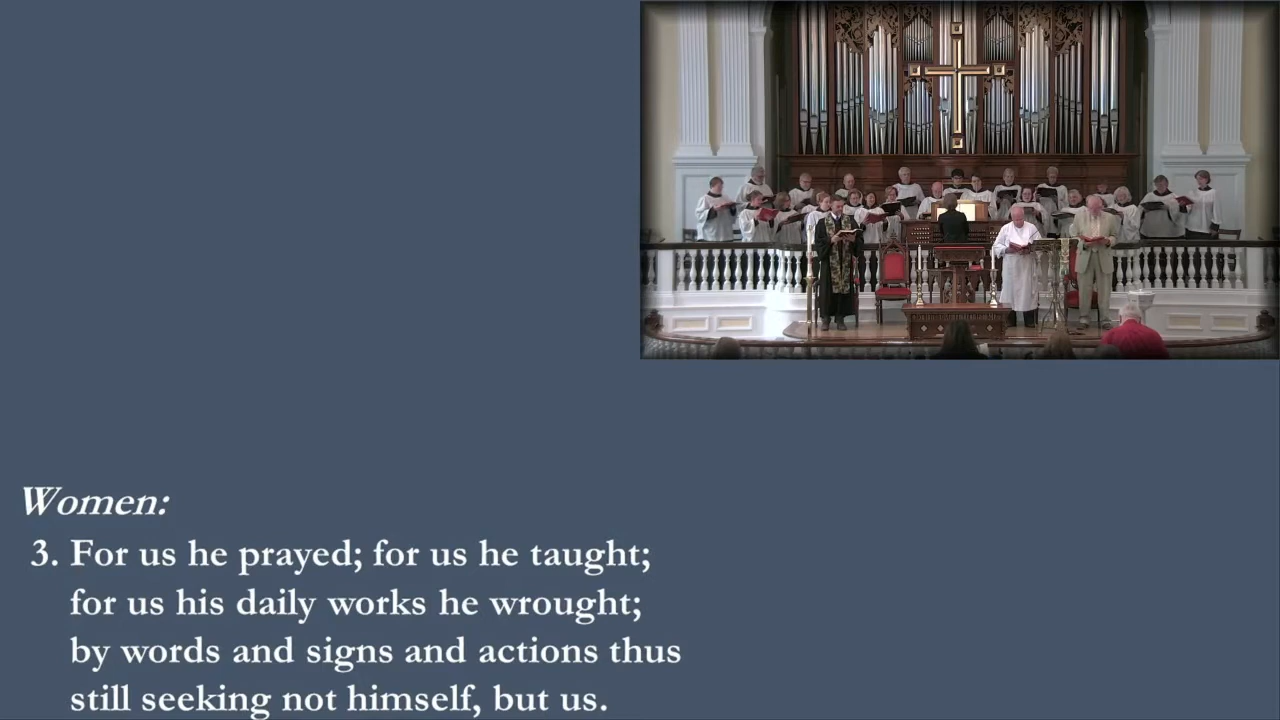 Women:
3. For us he prayed; for us he taught;
for us his daily works he wrought;
by words and signs and actions thus
still seeking not himself, but us.